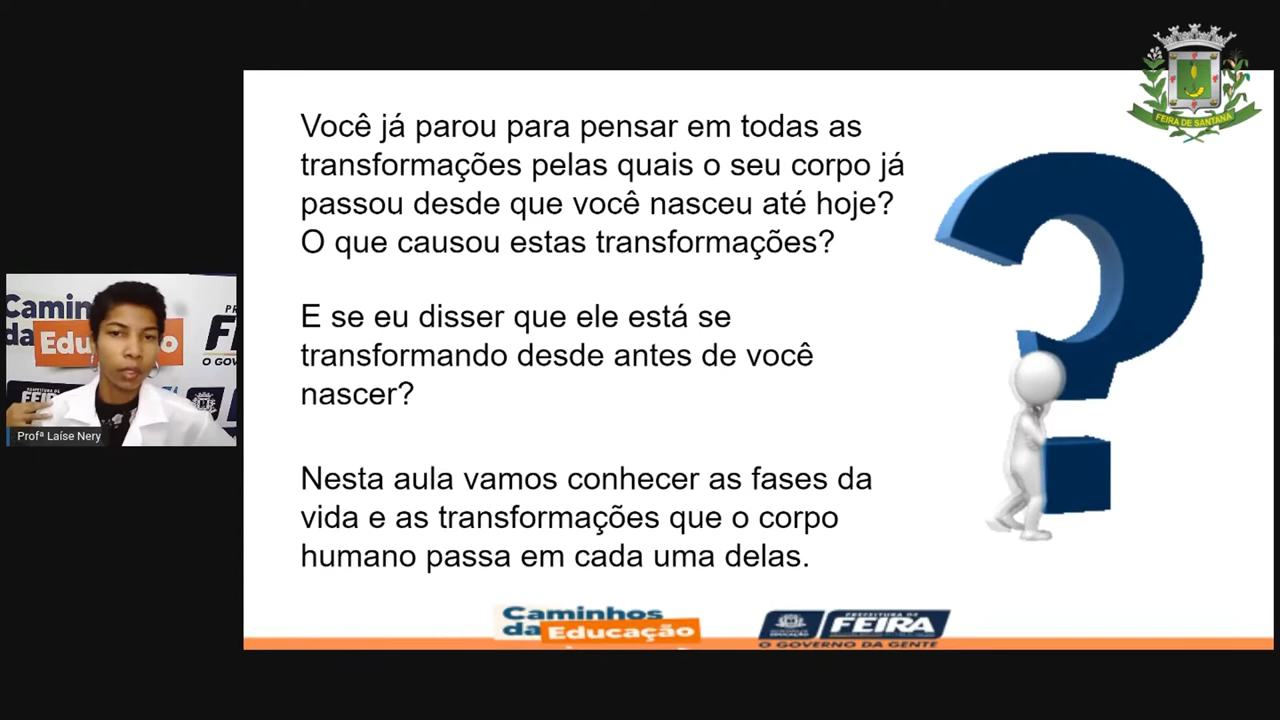 FEIRA DE SANTANA
Você já parou para pensar em todas as
transformações pelas quais o seu corpo já
passou desde que você nasceu até hoje?
O que causou estas transformações?
E se eu disser que ele está se
transformando desde antes de você
nascer?
Nesta aula vamos conhecer as fases da
vida e as transformações que o corpo
humano passa em cada uma delas.
Profª Laíse Nery
Caminhos
da Educação
PREFEITURA DE
FEIRA
O GOVERNO DA GENTE